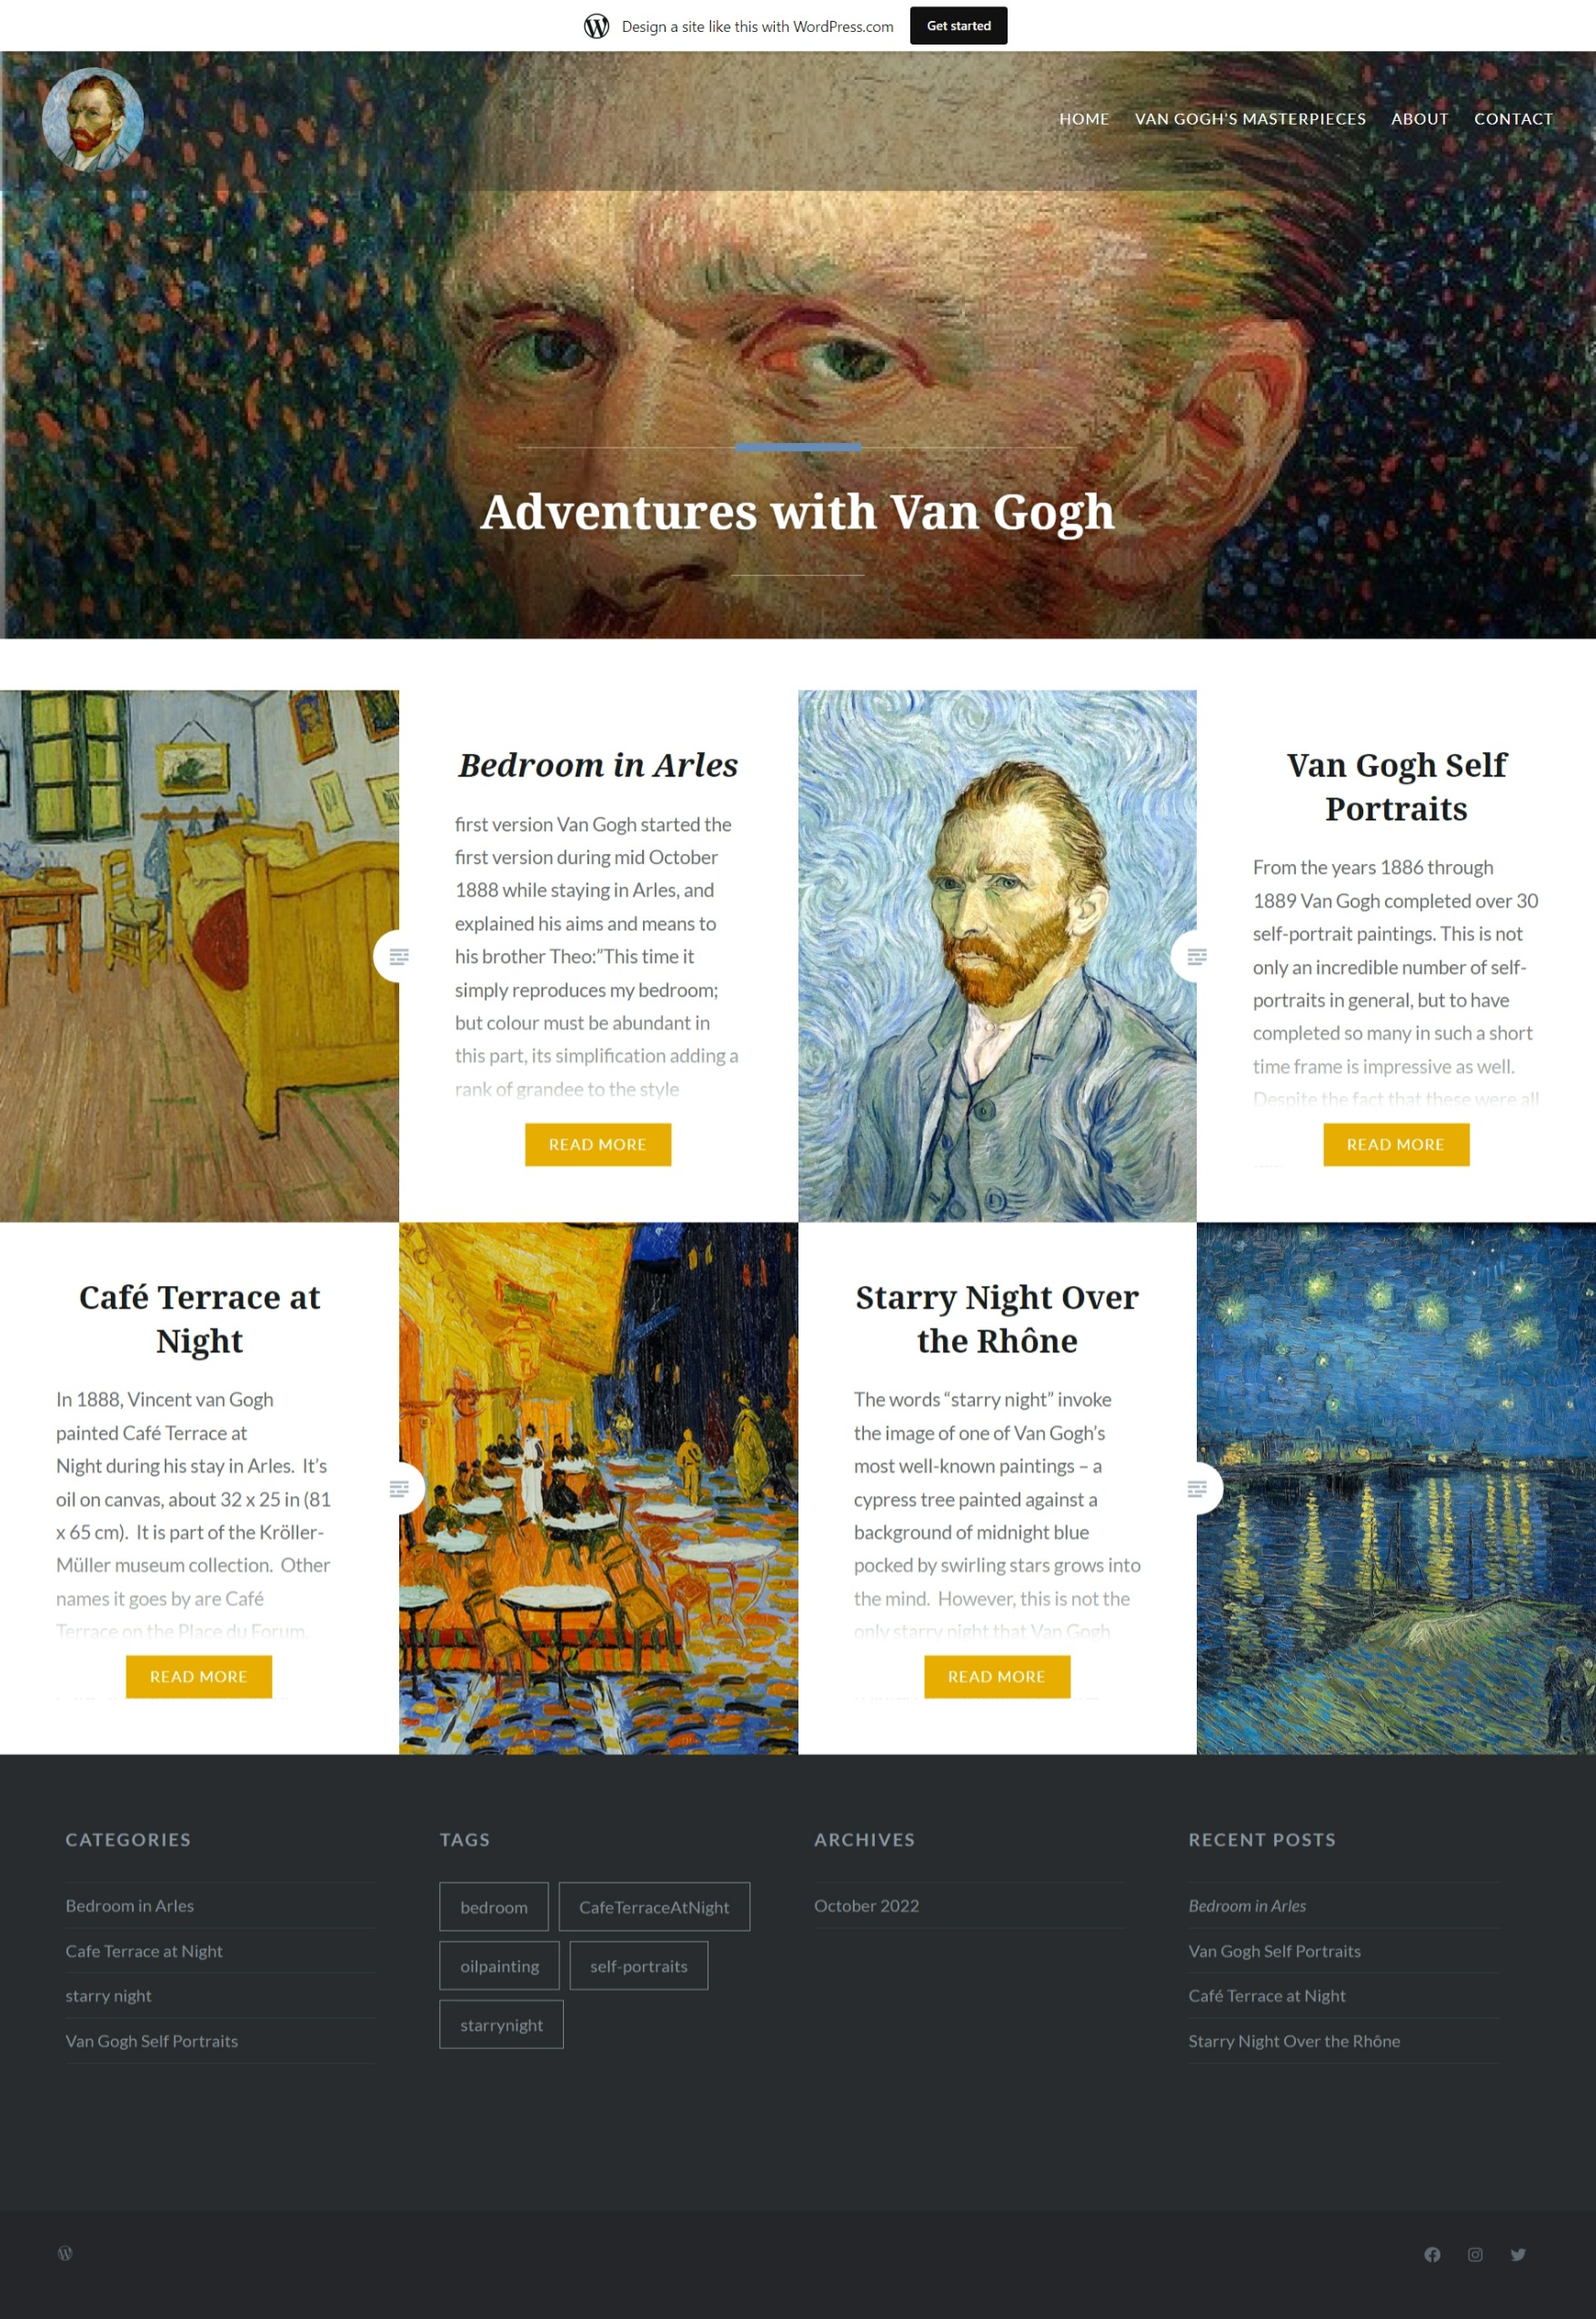 Design a site like this with WordPress.com
Get started
HOME
VAN GOGH'S MASTERPIECES
ABOUT
CONTACT
Adventures with Van Gogh
Bedroom in Arles
first version Van Gogh started the
first version during mid October
1888 while staying in Arles, and
explained his aims and means to
his brother Theo:”This time it
simply reproduces my bedroom;
but colour must be abundant in
this part, its simplification adding a
rank of grandee to the style
READ MORE
Van Gogh Self
Portraits
From the years 1886 through
1889 Van Gogh completed over 30
self-portrait paintings. This is not
only an incredible number of self-
portraits in general, but to have
completed so many in such a short
time frame is impressive as well.
Despite the fact that these were all
READ MORE
Café Terrace at
Night
In 1888, Vincent van Gogh
painted Café Terrace at
Night during his stay in Arles.  It’s
oil on canvas, about 32 x 25 in (81
x 65 cm).  It is part of the Kröller-
Müller museum collection.  Other
names it goes by are Café
Terrace on the Place du Forum,
READ MORE
Starry Night Over
the Rhône
The words “starry night” invoke
the image of one of Van Gogh’s
most well-known paintings – a
cypress tree painted against a
background of midnight blue
pocked by swirling stars grows into
the mind.  However, this is not the
only starry night that Van Gogh
READ MORE
CATEGORIES
Bedroom in Arles
Cafe Terrace at Night
starry night
Van Gogh Self Portraits
TAGS
bedroom
CafeTerraceAtNight
oilpainting
self-portraits
starrynight
ARCHIVES
October 2022
RECENT POSTS
Bedroom in Arles
Van Gogh Self Portraits
Café Terrace at Night
Starry Night Over the Rhône